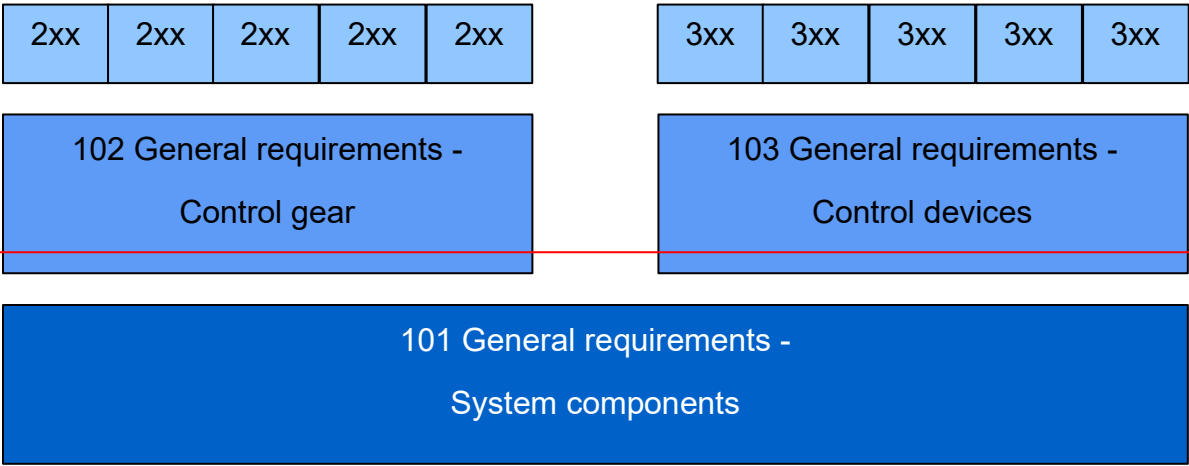 2xx 2xx 2xx 2xx 2xx 3xx 3xx 3xx 3xx 3xx
102 General requirements -
Control gear
103 General requirements -
Control devices
101 General requirements -
System components